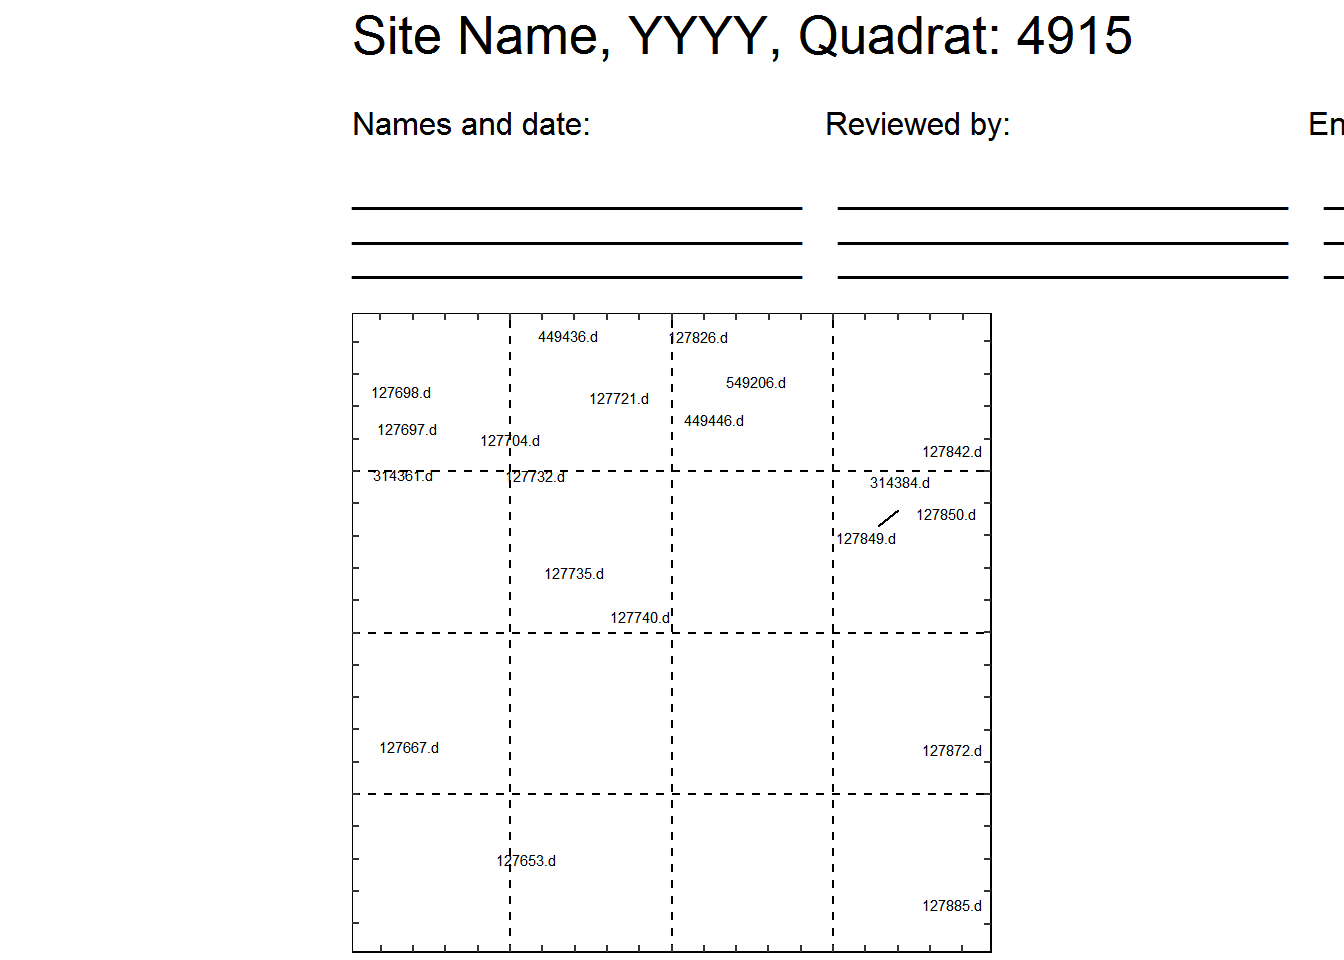 Site Name, YYYY, Quadrat: 4915
Names and date: Reviewed by: En
449436.d 127826.d
549206.d
127698.d 127721.d
449446.d
127697.d
127704.d
127842.d
314361.d 127732.d
314384.d
127850.d
127849.d
127735.d
127740.d
127667.d 127872.d
127653.d
127885.d